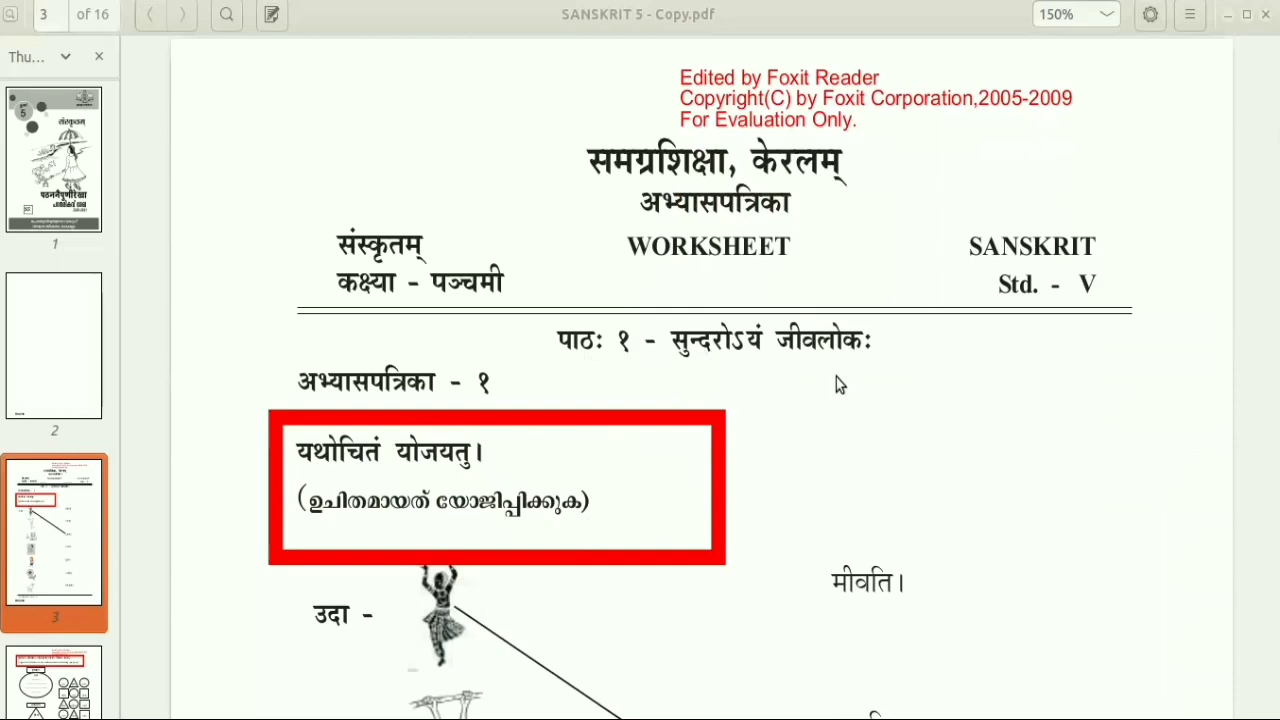 3 of 16
SANSKRIT 5 - Copy.pdf
150%
Thu...
Edited by Foxit Reader
Copyright(C) by Foxit Corporation,2005-2009
For Evaluation Only.
समग्रशिक्षा, केरलम्
अभ्यासपत्रिका
संस्कृतम् WORKSHEET SANSKRIT
कक्ष्या - पञ्चमी Std. - V
पाठः १ - सुन्दरोऽयं जीवलोकः
अभ्यासपत्रिका - १
यथोचितं योजयतु।
(ഉചിതമായത് യോജിപ്പിക്കുക)
मीवति।
उदा -
5
संस्कृतम्
1
2
3